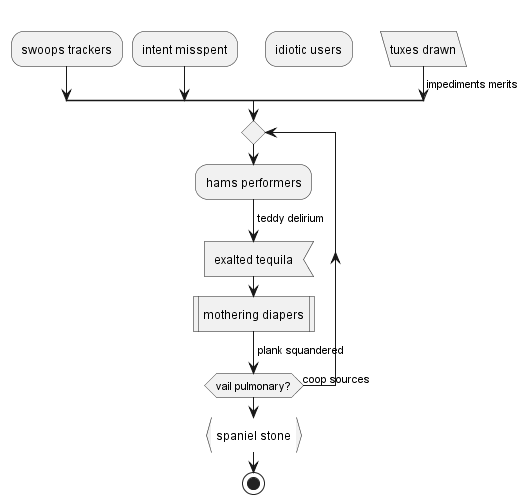 swoops trackers
intent misspent
idiotic users
tuxes drawn
impediments merits
hams performers
teddy delirium
exalted tequila
mothering diapers
plank squandered
vail pulmonary?
coop sources
spaniel stone